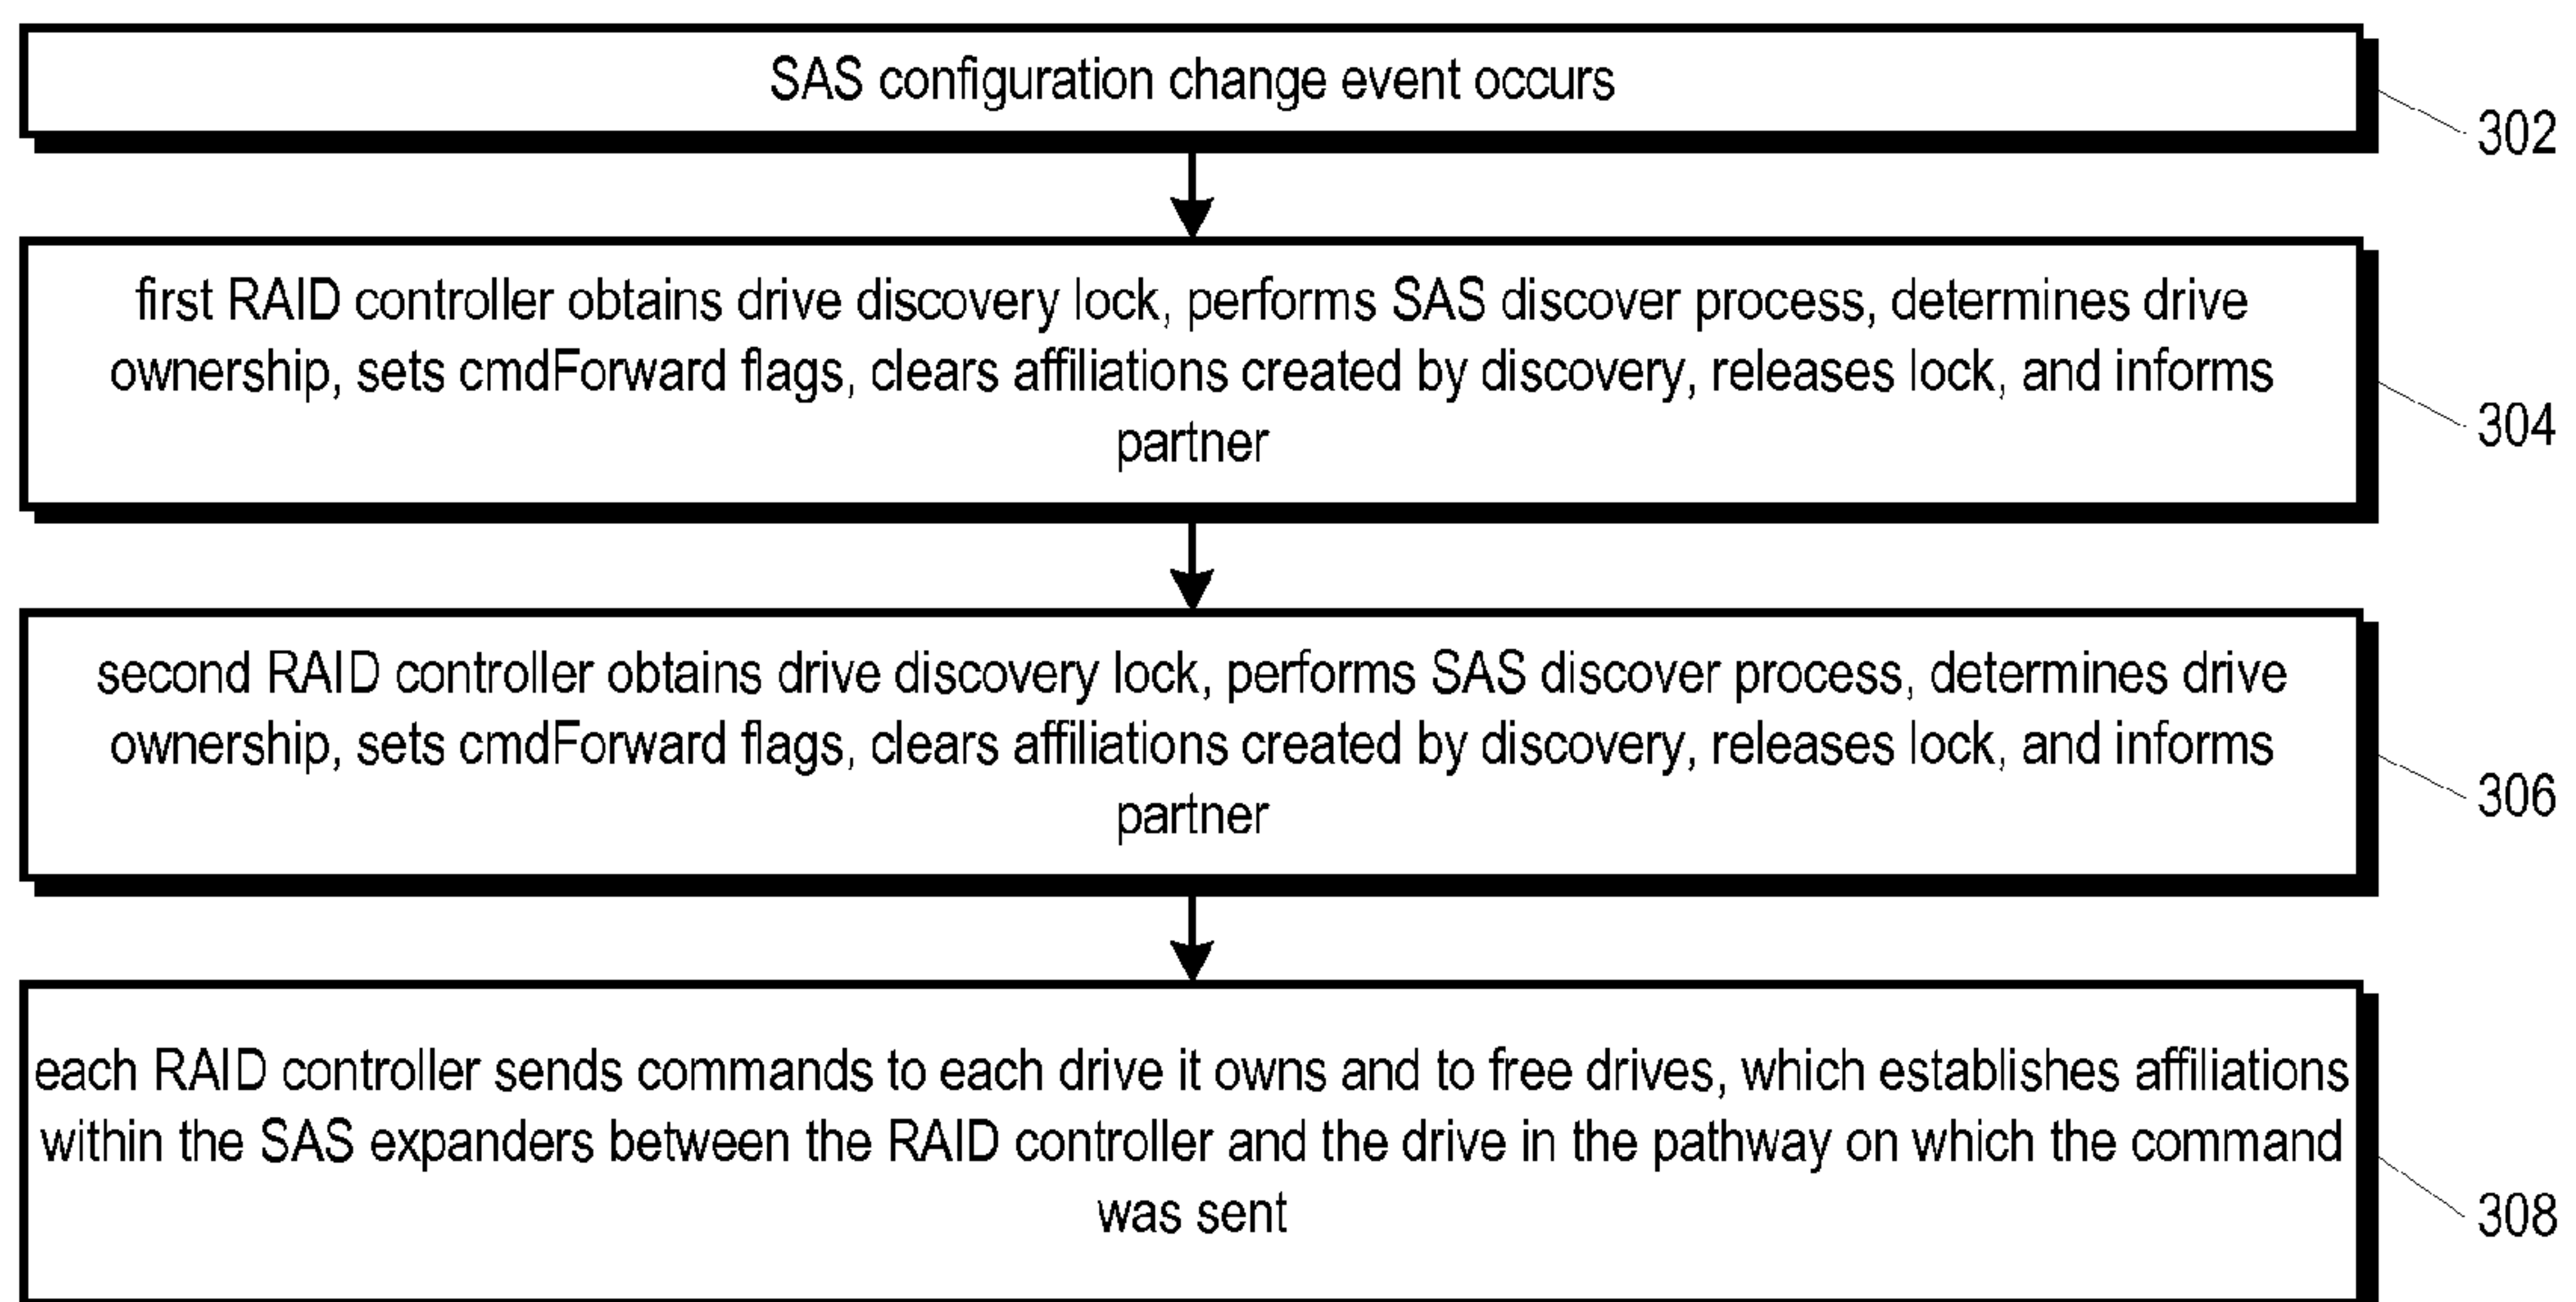 SAS configuration change event occurs
302
first RAID controller obtains drive discovery lock, performs SAS discover process, determines drive
ownership, sets cmdForward flags, clears affiliations created by discovery, releases lock, and informs
partner
304
second RAID controller obtains drive discovery lock, performs SAS discover process, determines drive
ownership, sets cmdForward flags, clears affiliations created by discovery, releases lock, and informs
partner
306
each RAID controller sends commands to each drive it owns and to free drives, which establishes affiliations
within the SAS expanders between the RAID controller and the drive in the pathway on which the command
was sent
308